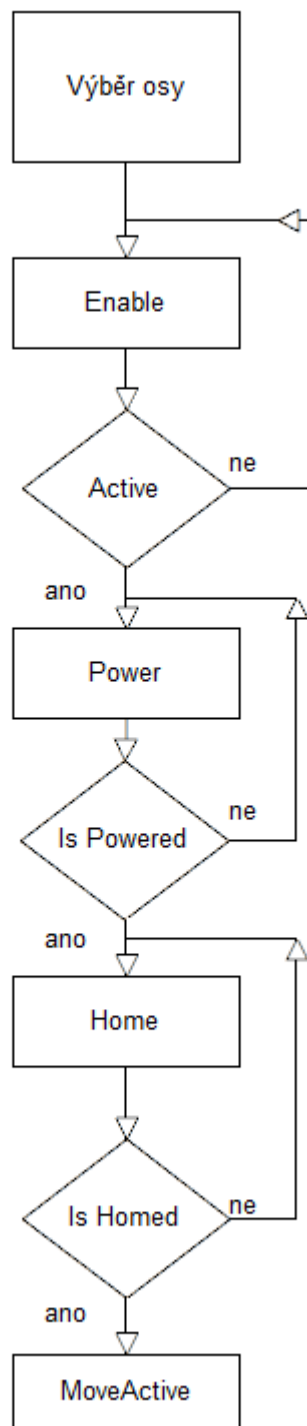 Výběr osy
Enable
Active
ne
ano
Power
Is Powered
ne
ano
Home
Is Homed
ne
ano
MoveActive